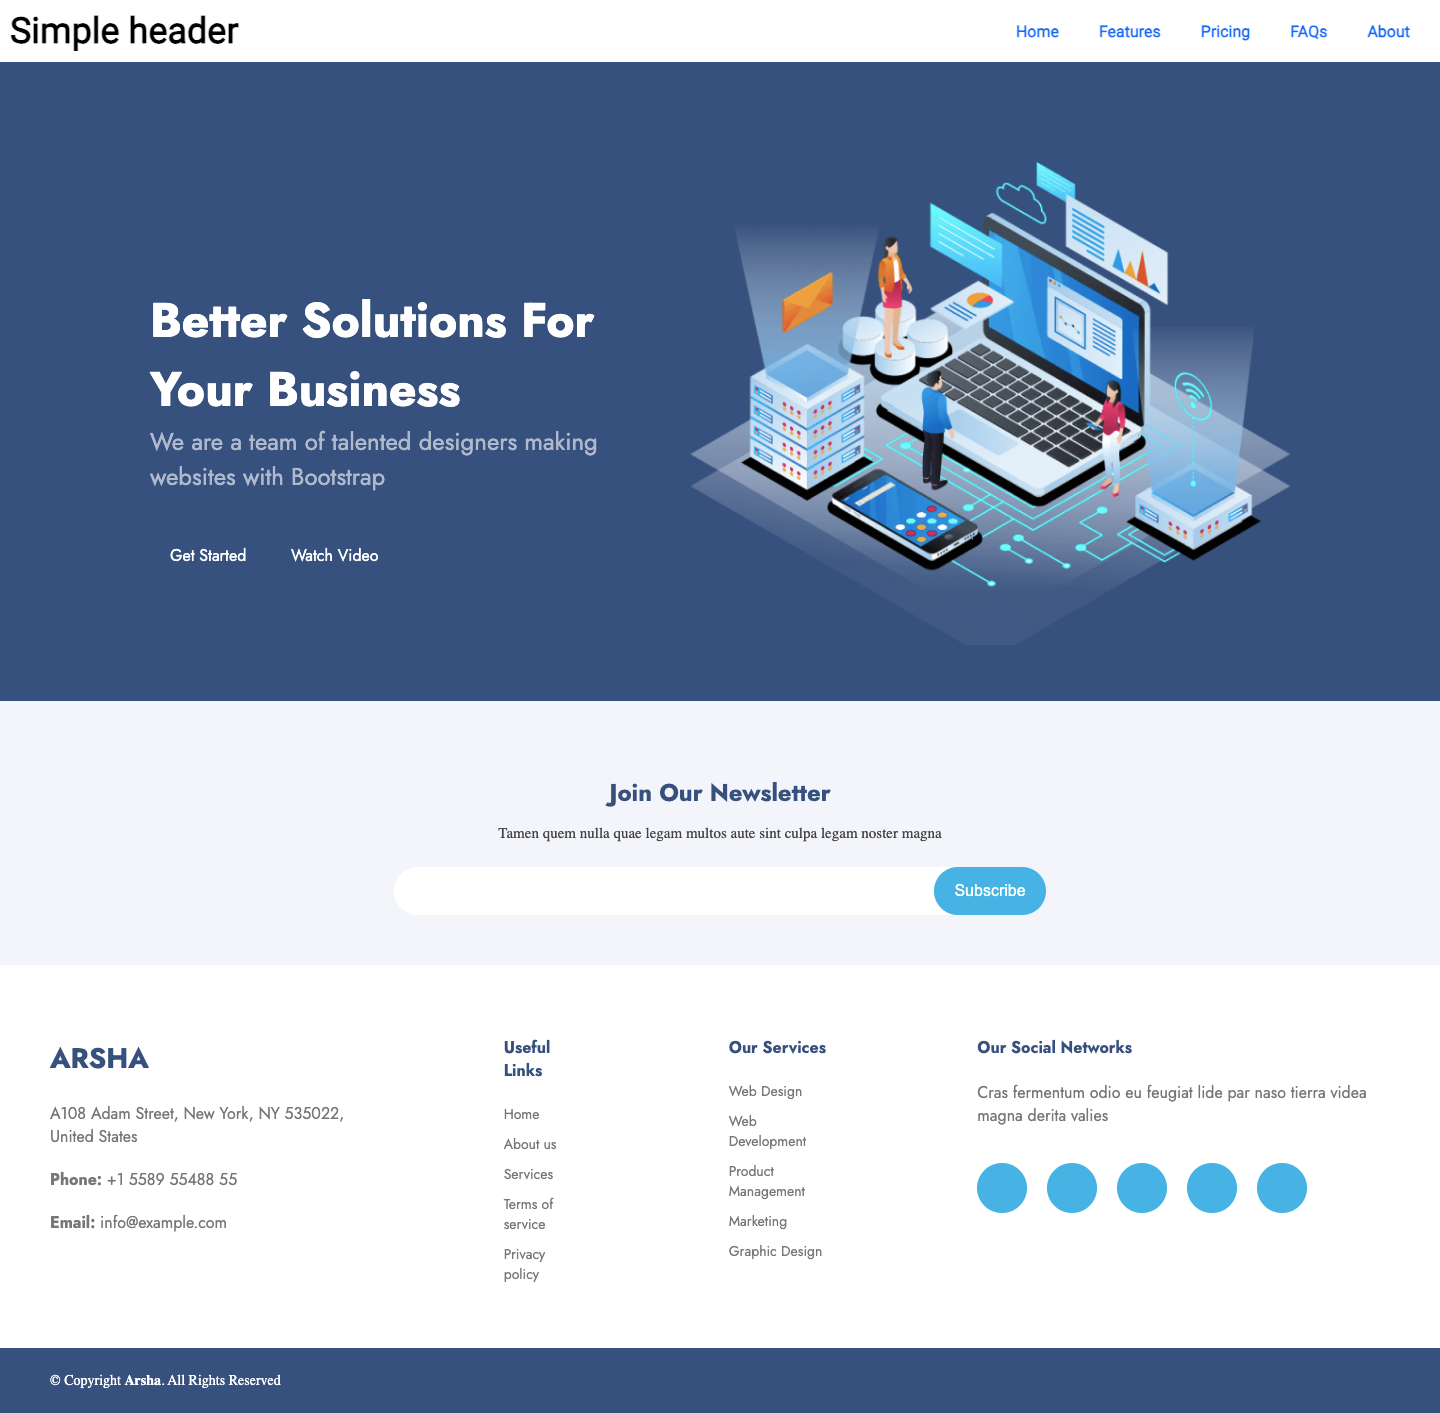 Simple header
Home Features Pricing FAQs About
Better Solutions For
Your Business
We are a team of talented designers making
websites with Bootstrap
Get Started Watch Video
Join Our Newsletter
Tamen quem nulla quae legam multos aute sint culpa legam noster magna
Subscribe
ARSHA
A108 Adam Street, New York, NY 535022,
United States
Phone: +1 5589 55488 55
Email: info@example.com
Useful
Links
Home
About us
Services
Terms of
service
Privacy
policy
Our Services
Web Design
Web
Development
Product
Management
Marketing
Graphic Design
Our Social Networks
Cras fermentum odio eu feugiat lide par naso tierra videa
magna derita valies
© Copyright Arsha. All Rights Reserved